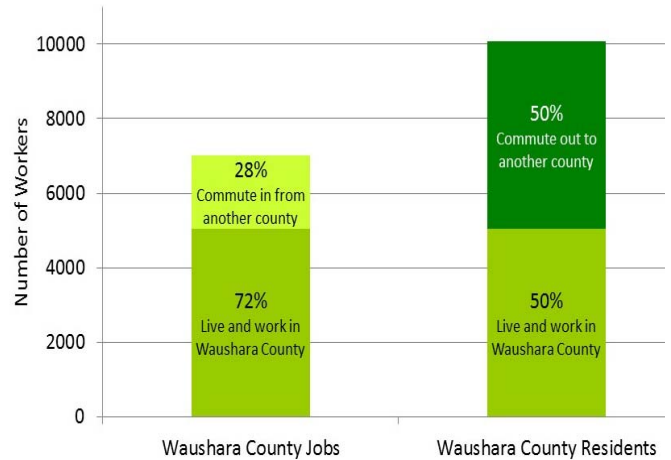 Number of Workers
10000
8000
6000
4000
2000
0
28%
Commute in from
another county
72%
Live and work in
Waushara County
50%
Commute out to
another county
50%
Live and work in
Waushara County
Waushara County Jobs
Waushara County Residents